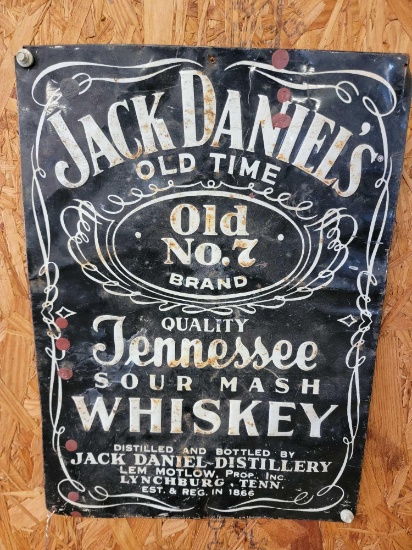 JACK DANIEL'S
OLD TIME
Old
No.7
BRAND
QUALITY
Tennessee
SOUR MASH
WHISKEY
DISTILLED AND BOTTLED BY
JACK DANIEL-DISTILLERY
LEM MOTLOW, PROP., INC.
LYNCHBURG, TENN.
EST. & REG. IN 1866